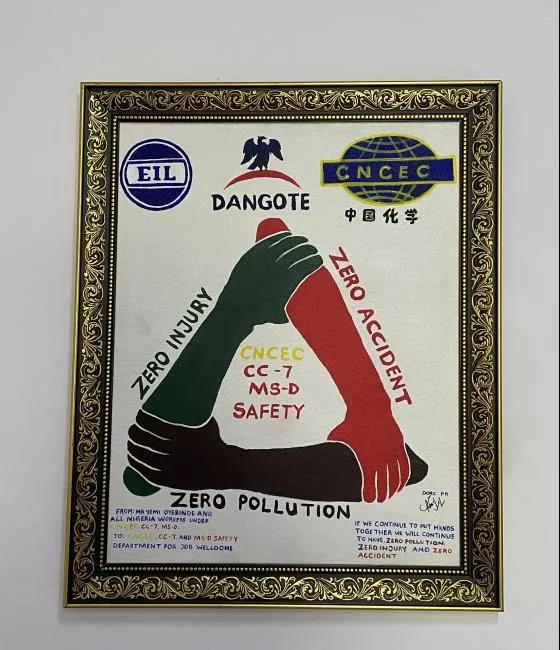 EIL
DANGOTE
CNCEC
中国化学
ZERO INJURY
ZERO ACCIDENT
CNCEC
CC-7
MS-D
SAFETY
ZERO POLLUTION
DORC PM
FROM: MR YEMI OYEBINDE AND
ALL NIGERIA WORKERS UNDER
CNCEC CC-7, MS-D.
TO: CNCEC, CC-7, AND MS-D SAFETY
DEPARTMENT FOR JOB WELLDONE
IF WE CONTINUE TO PUT HANDS
TOGETHER WE WILL CONTINUE
TO HAVE, ZERO POLLUTION:
ZERO INJURY AND ZERO
ACCIDENT